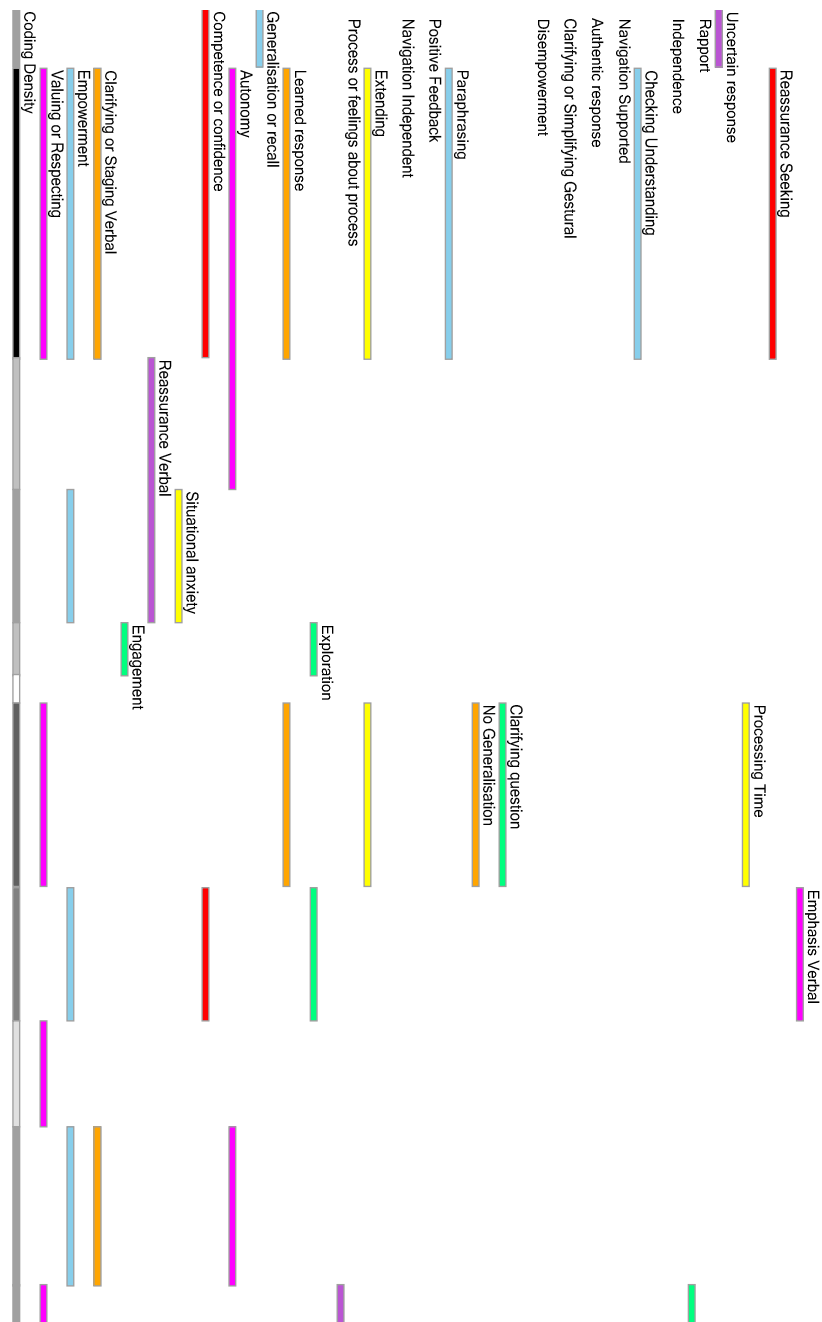 Coding Density
Valuing or Respecting
Empowerment
Clarifying or Staging Verbal
Engagement
Reassurance Verbal
Situational anxiety
Competence or confidence
Autonomy
Generalisation or recall
Learned response
Exploration
Process or feelings about process
Extending
Navigation Independent
Positive Feedback
Paraphrasing
No Generalisation
Clarifying question
Disempowerment
Clarifying or Simplifying Gestural
Authentic response
Navigation Supported
Checking Understanding
Independence
Rapport
Uncertain response
Processing Time
Reassurance Seeking
Emphasis Verbal